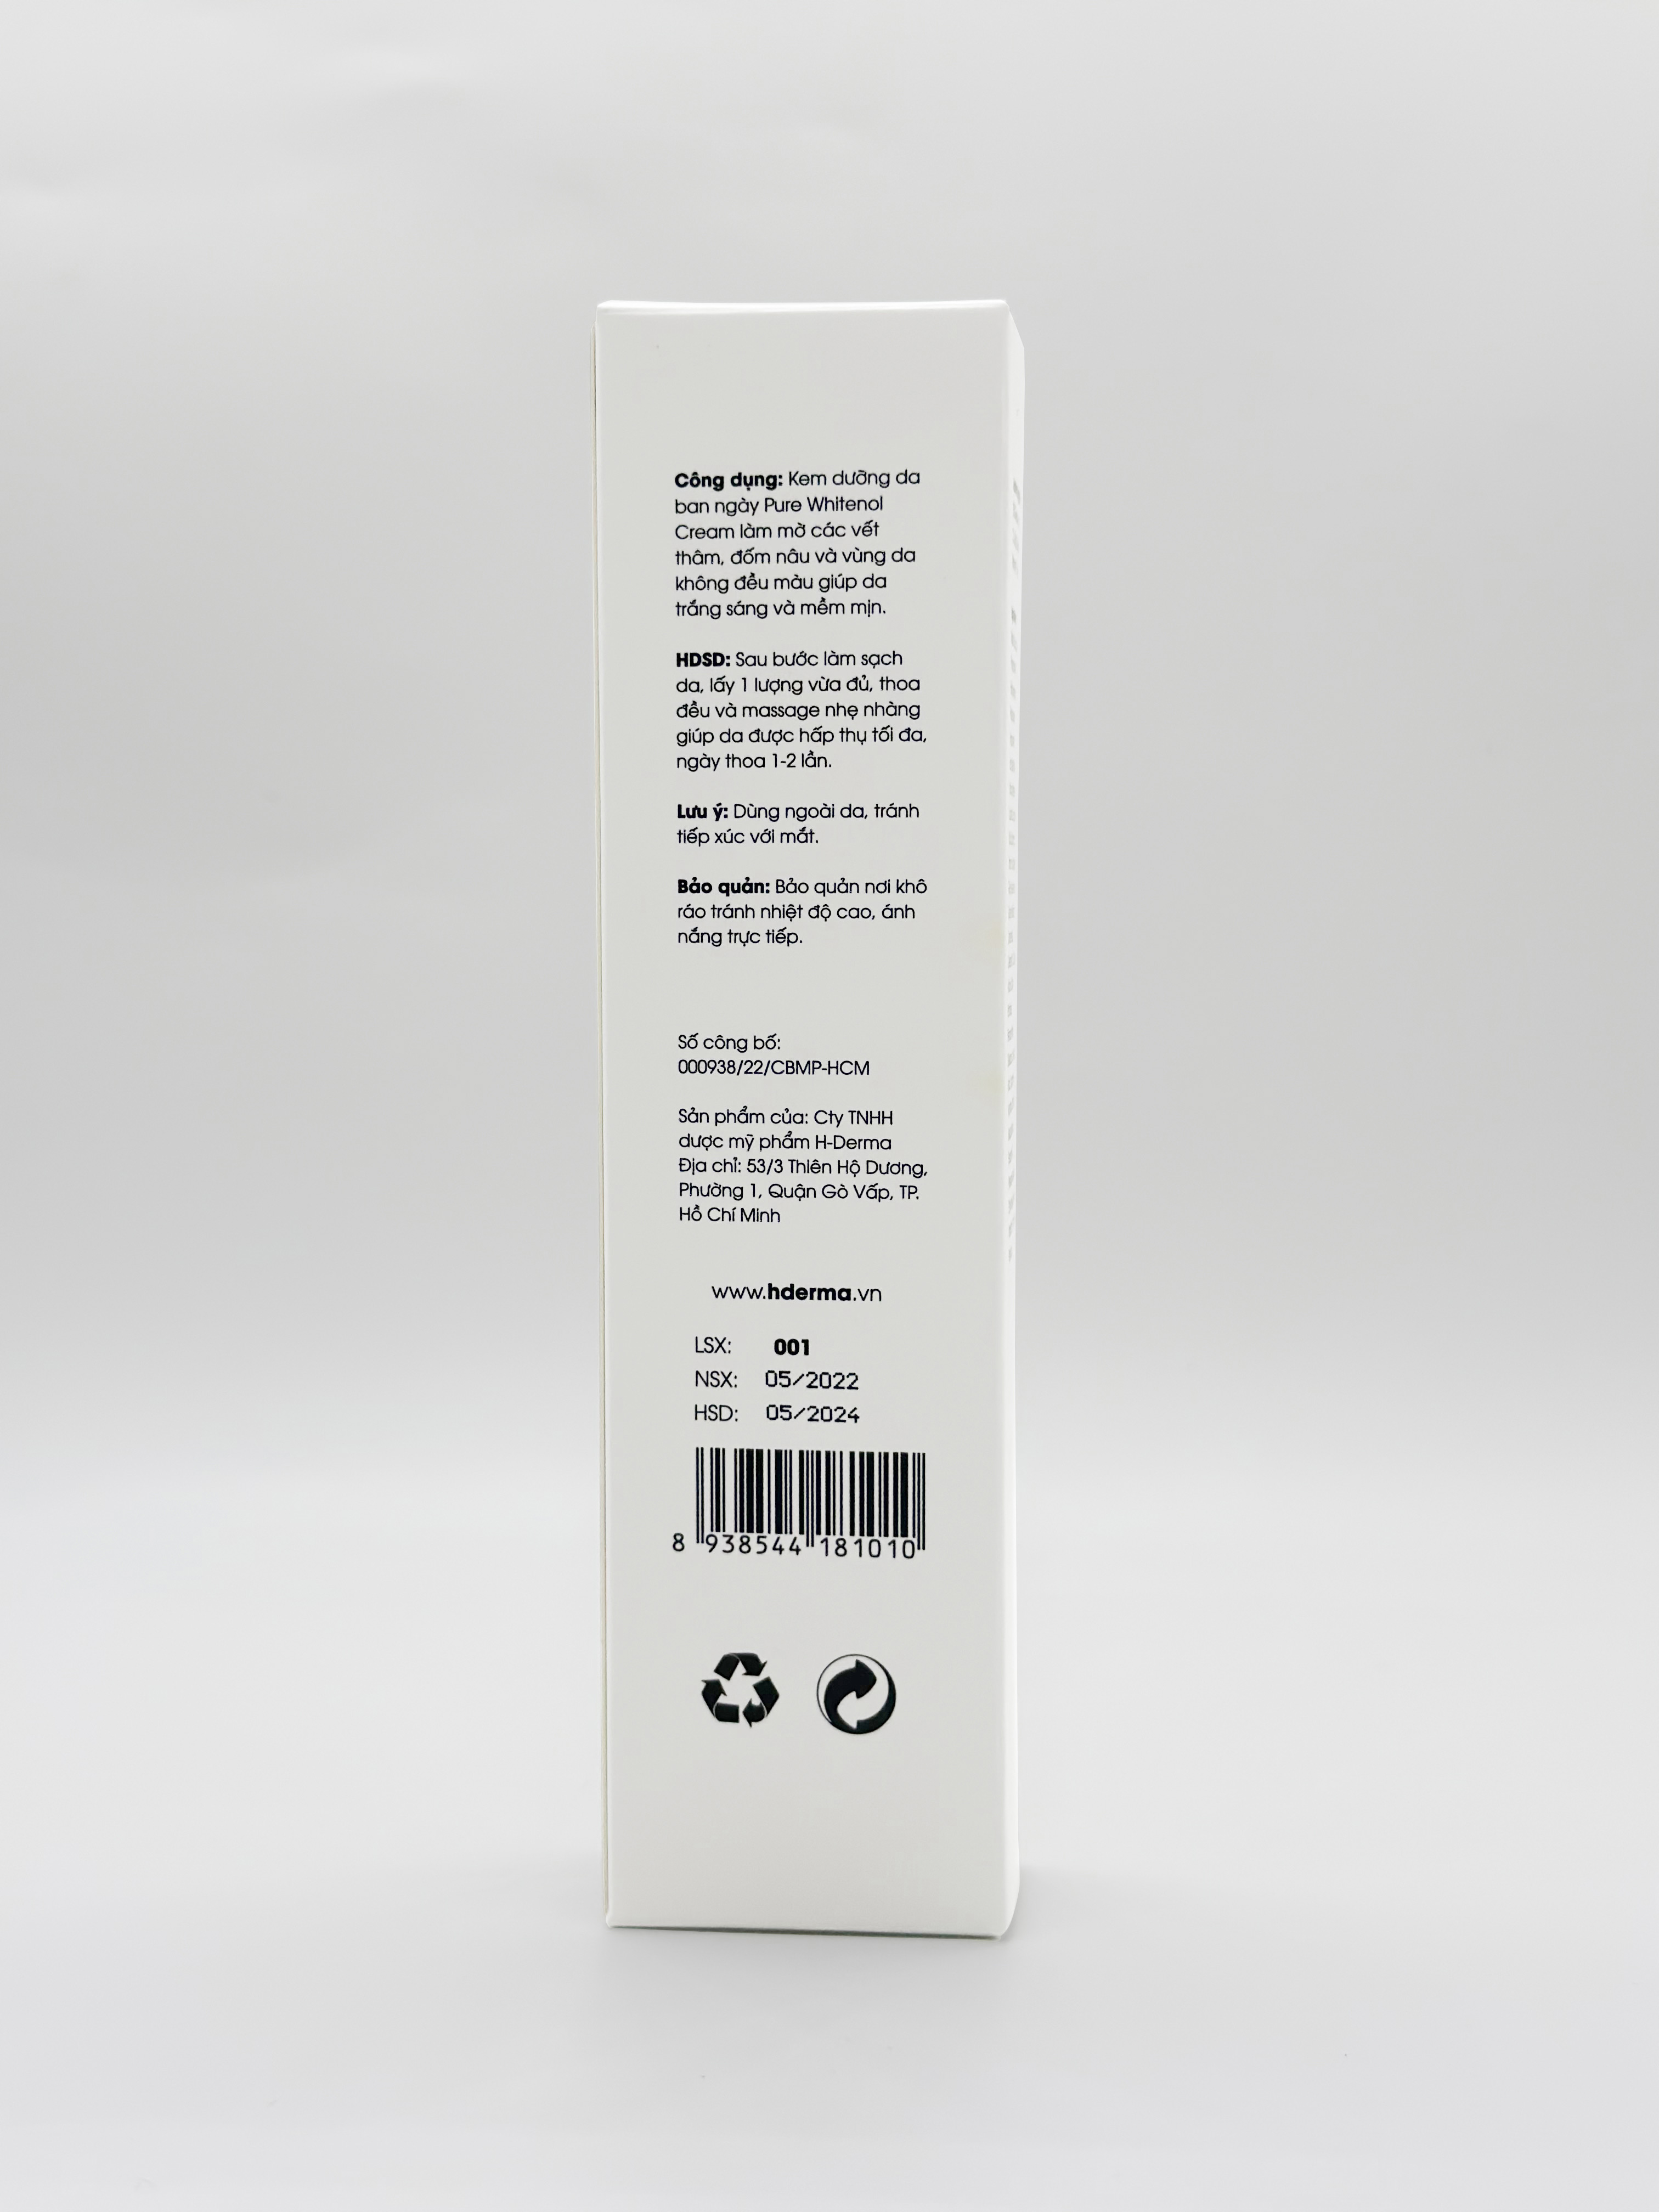 Công dụng: Kem dưỡng da
ban ngày Pure Whitenol
Cream làm mờ các vết
thâm, đốm nâu và vùng da
không đều màu giúp da
trắng sáng và mềm mịn.
HDSD: Sau bước làm sạch
da, lấy 1 lượng vừa đủ, thoa
đều và massage nhẹ nhàng
giúp da được hấp thụ tối đa,
ngày thoa 1-2 lần.
Lưu ý: Dùng ngoài da, tránh
tiếp xúc với mắt.
Bảo quản: Bảo quản nơi khô
ráo tránh nhiệt độ cao, ánh
nắng trực tiếp.
Số công bố:
000938/22/CBMP-HCM
Sản phẩm của: Cty TNHH
dược mỹ phẩm H-Derma
Địa chỉ: 53/3 Thiên Hộ Dương,
Phường 1, Quận Gò Vấp, TP.
Hồ Chí Minh
www.hderma.vn
LSX: 001
NSX: 05/2022
HSD: 05/2024
8 938544 181010